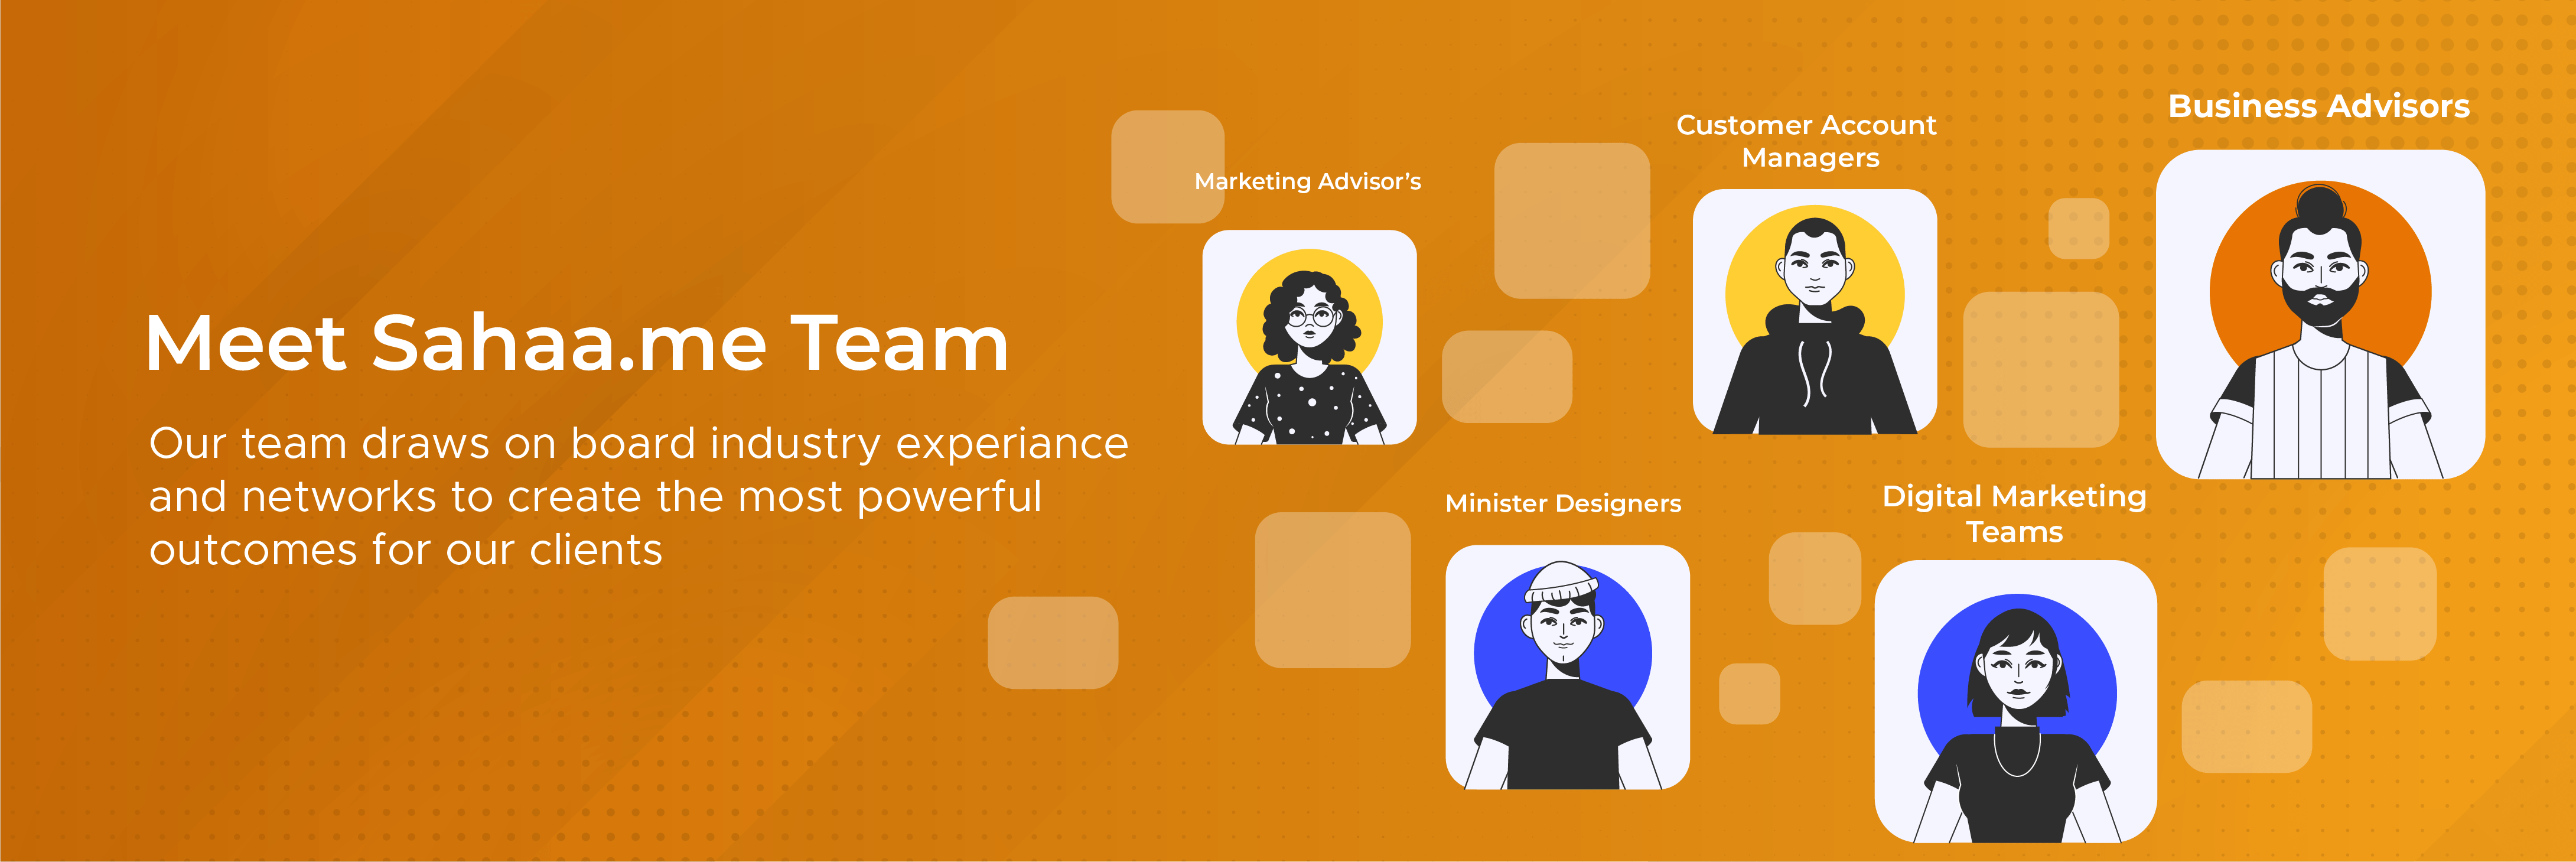 Meet Sahaa.me Team
Our team draws on board industry experiance
and networks to create the most powerful
outcomes for our clients
Marketing Advisor’s
Customer Account
Managers
Business Advisors
Minister Designers
Digital Marketing
Teams